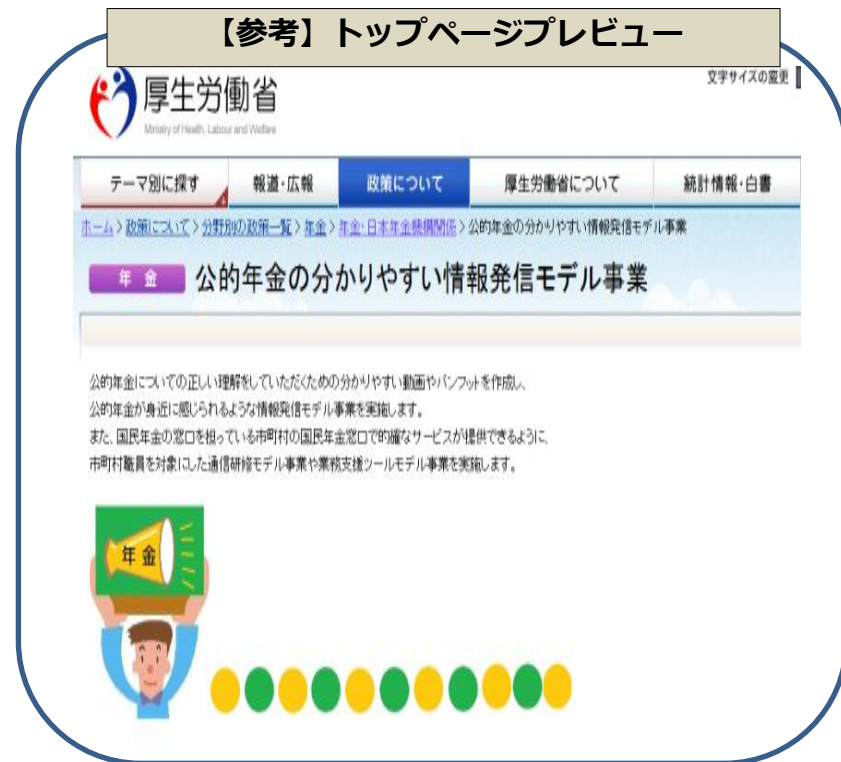 【参考】トップページプレビュー
厚生労働省
Ministry of Health, Labour and Welfare
文字サイズの変更
テーマ別に探す 報道・広報 政策について 厚生労働省について 統計情報・白書
ホーム > 政策について > 分野別の政策一覧 > 年金 > 年金・日本年金機構関係 > 公的年金の分かりやすい情報発信モデル事業
年金 公的年金の分かりやすい情報発信モデル事業
公的年金についての正しい理解をしていただくための分かりやすい動画やパンフットを作成し、
公的年金が身近に感じられるような情報発信モデル事業を実施します。
また、国民年金の窓口を担っている市町村の国民年金窓口で的確なサービスが提供できるように、
市町村職員を対象にした通信研修モデル事業や業務支援ツールモデル事業を実施します。
年金